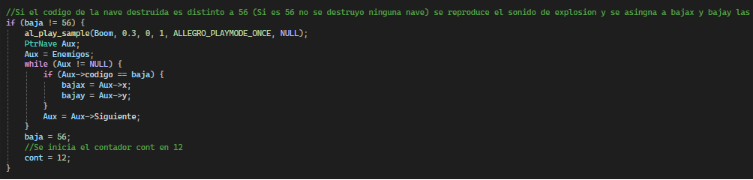 //Si el codigo de la nave destruida es distinto a 56 (Si es 56 no se destruyo ninguna nave) se reproduce el sonido de explosion y se asingna a bajax y bajay las
if (baja != 56) {
al_play_sample(Boom, 0.3, 0, 1, ALLEGRO_PLAYMODE_ONCE, NULL);
PtrNave Aux;
Aux = Enemigos;
while (Aux != NULL) {
if (Aux->codigo == baja) {
bajax = Aux->x;
bajay = Aux->y;
}
Aux = Aux->Siguiente;
}
baja = 56;
//Se inicia el contador cont en 12
cont = 12;
}